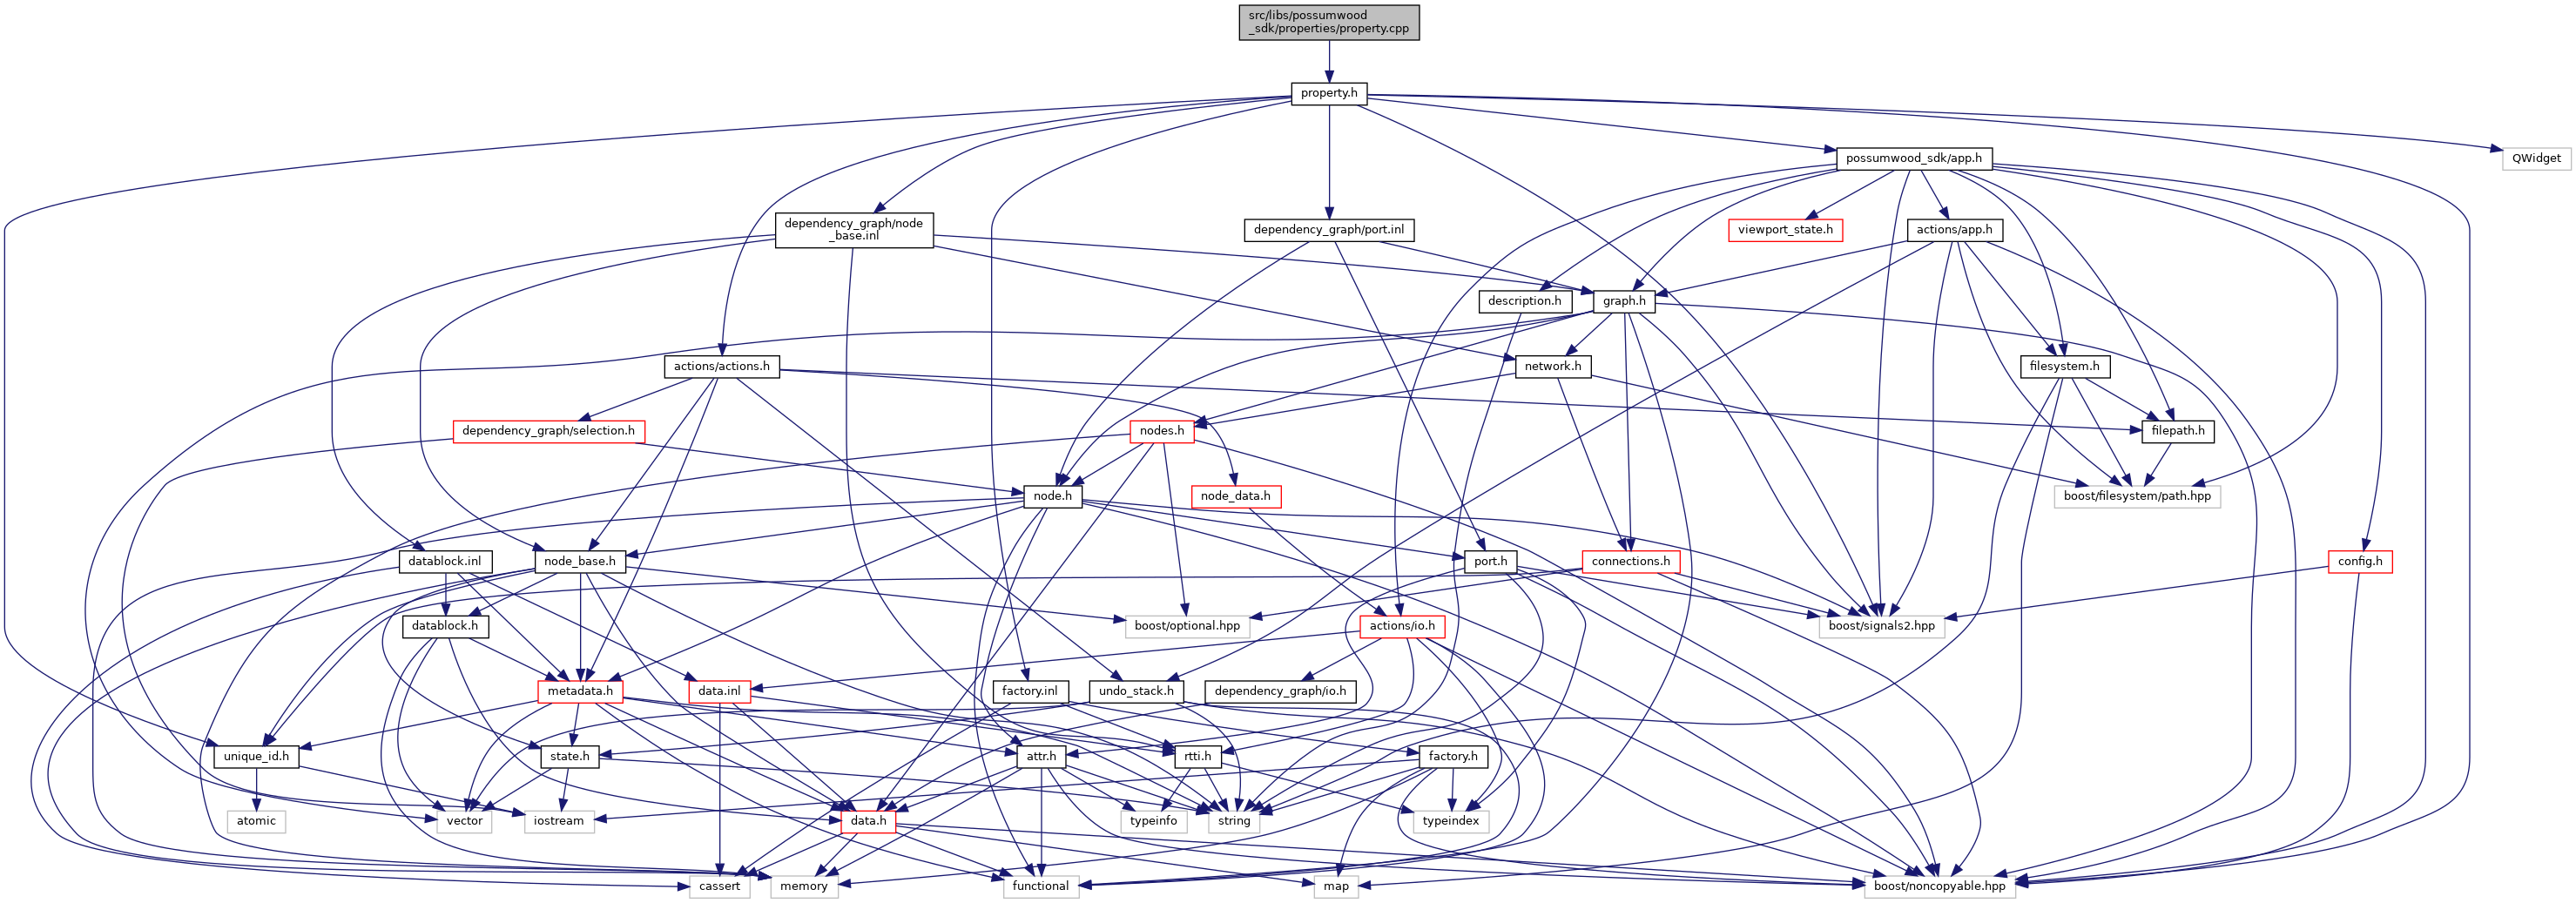 src/libs/possumwood
_sdk/properties/property.cpp
property.h
possumwood_sdk/app.h
QWidget
dependency_graph/node
_base.inl
dependency_graph/port.inl
viewport_state.h
actions/app.h
description.h
graph.h
actions/actions.h
network.h
filesystem.h
dependency_graph/selection.h
nodes.h
filepath.h
node.h
node_data.h
boost/filesystem/path.hpp
datablock.inl
node_base.h
port.h
connections.h
config.h
datablock.h
boost/optional.hpp
actions/io.h
boost/signals2.hpp
metadata.h
data.inl
factory.inl
undo_stack.h
dependency_graph/io.h
unique_id.h
state.h
attr.h
rtti.h
factory.h
atomic
vector
iostream
data.h
typeinfo
string
typeindex
cassert
memory
functional
map
boost/noncopyable.hpp